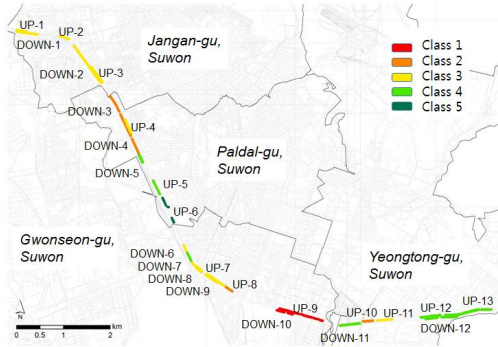 UP-1
UP-2
DOWN-1
Jangan-gu,
Suwon
Class 1
Class 2
Class 3
Class 4
Class 5
DOWN-2
UP-3
DOWN-3
UP-4
DOWN-4
Paldal-gu,
Suwon
DOWN-5
UP-5
UP-6
Gwonseon-gu,
Suwon
DOWN-6
DOWN-7
UP-7
DOWN-8
DOWN-9
UP-8
Yeongtong-gu,
Suwon
UP-9
UP-10
UP-11
UP-12
UP-13
DOWN-10
DOWN-11
DOWN-12
N
0 0.5 1 2
km